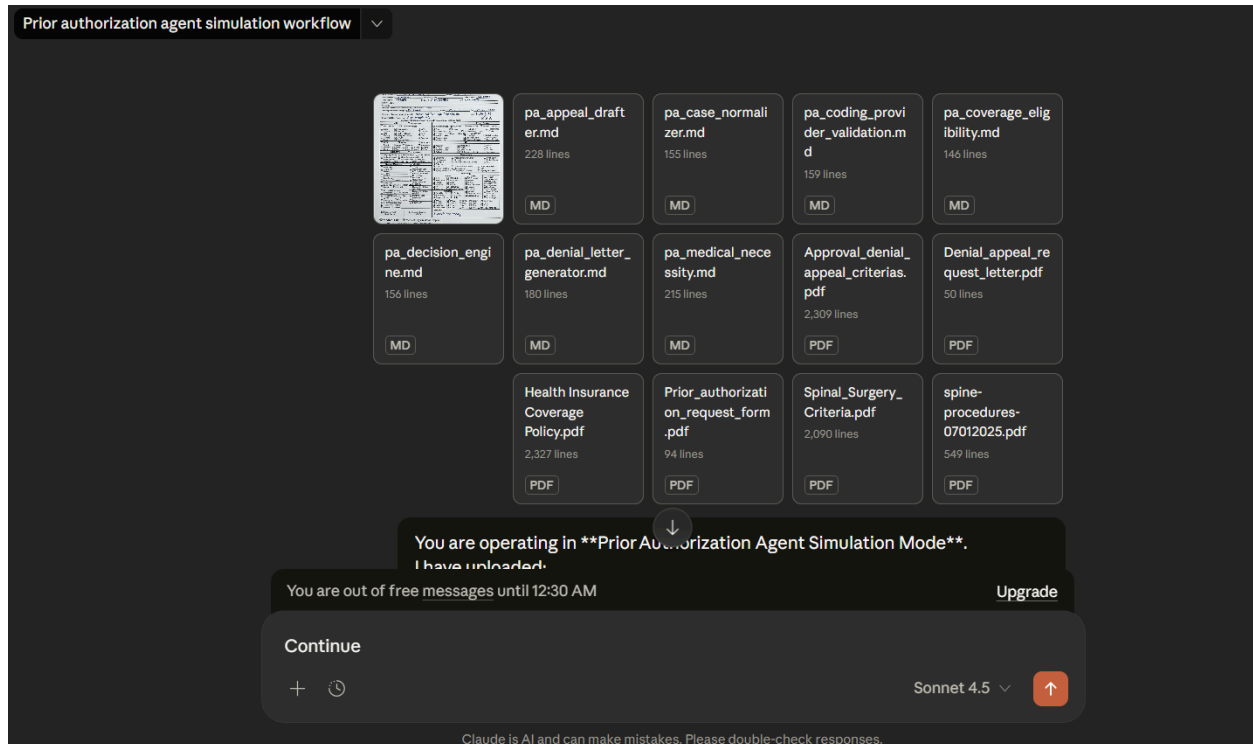 Prior authorization agent simulation workflow
pa_appeal_draft
er.md
228 lines
MD
pa_case_normali
zer.md
155 lines
MD
pa_coding_provi
der_validation.m
d
159 lines
MD
pa_coverage_elig
ibility.md
146 lines
MD
pa_decision_engi
ne.md
156 lines
MD
pa_denial_letter_
generator.md
180 lines
MD
pa_medical_nece
ssity.md
215 lines
MD
Approval_denial_
appeal_criterias.
pdf
2,309 lines
PDF
Denial_appeal_re
quest_letter.pdf
50 lines
PDF
Health Insurance
Coverage
Policy.pdf
2,327 lines
PDF
Prior_authorizati
on_request_form
.pdf
94 lines
PDF
Spinal_Surgery_
Criteria.pdf
2,090 lines
PDF
spine-
procedures-
07012025.pdf
549 lines
PDF
You are operating in **Prior Authorization Agent Simulation Mode**.
I have uploaded:
You are out of free messages until 12:30 AM
Upgrade
Continue
Sonnet 4.5
Claude is AI and can make mistakes. Please double-check responses.